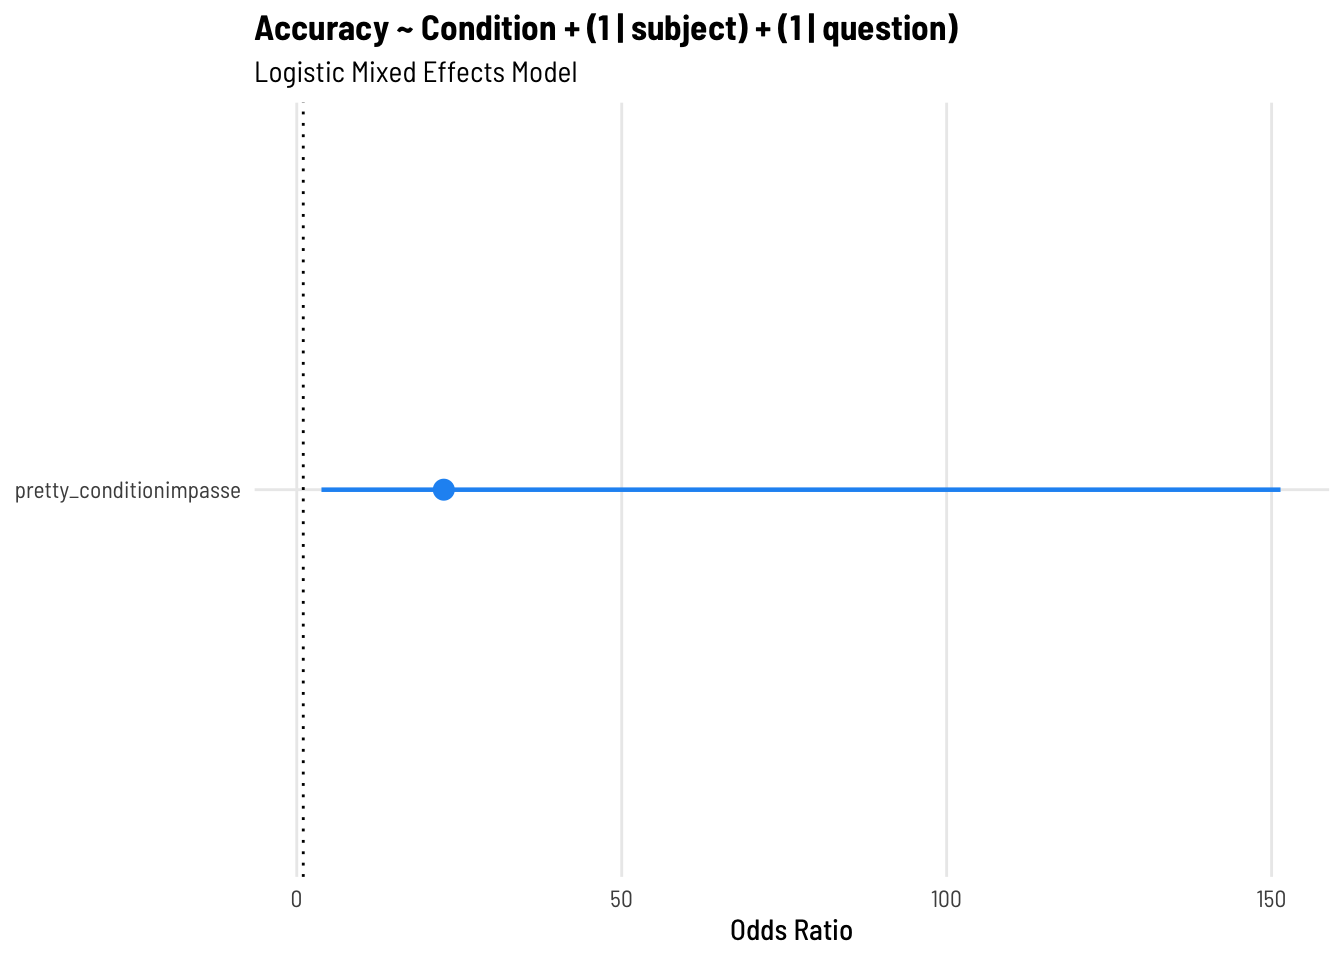 Accuracy ~ Condition + (1 | subject) + (1 | question)
Logistic Mixed Effects Model
pretty_conditionimpasse
0 50 100 150
Odds Ratio